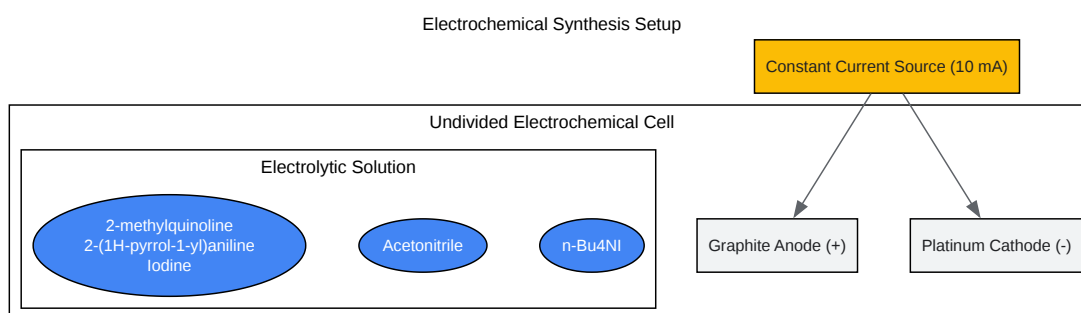 Electrochemical Synthesis Setup
Constant Current Source (10 mA)
Undivided Electrochemical Cell
Electrolytic Solution
2-methylquinoline
2-(1H-pyrrol-1-yl)aniline
Iodine
Acetonitrile
n-Bu4NI
Graphite Anode (+)
Platinum Cathode (-)